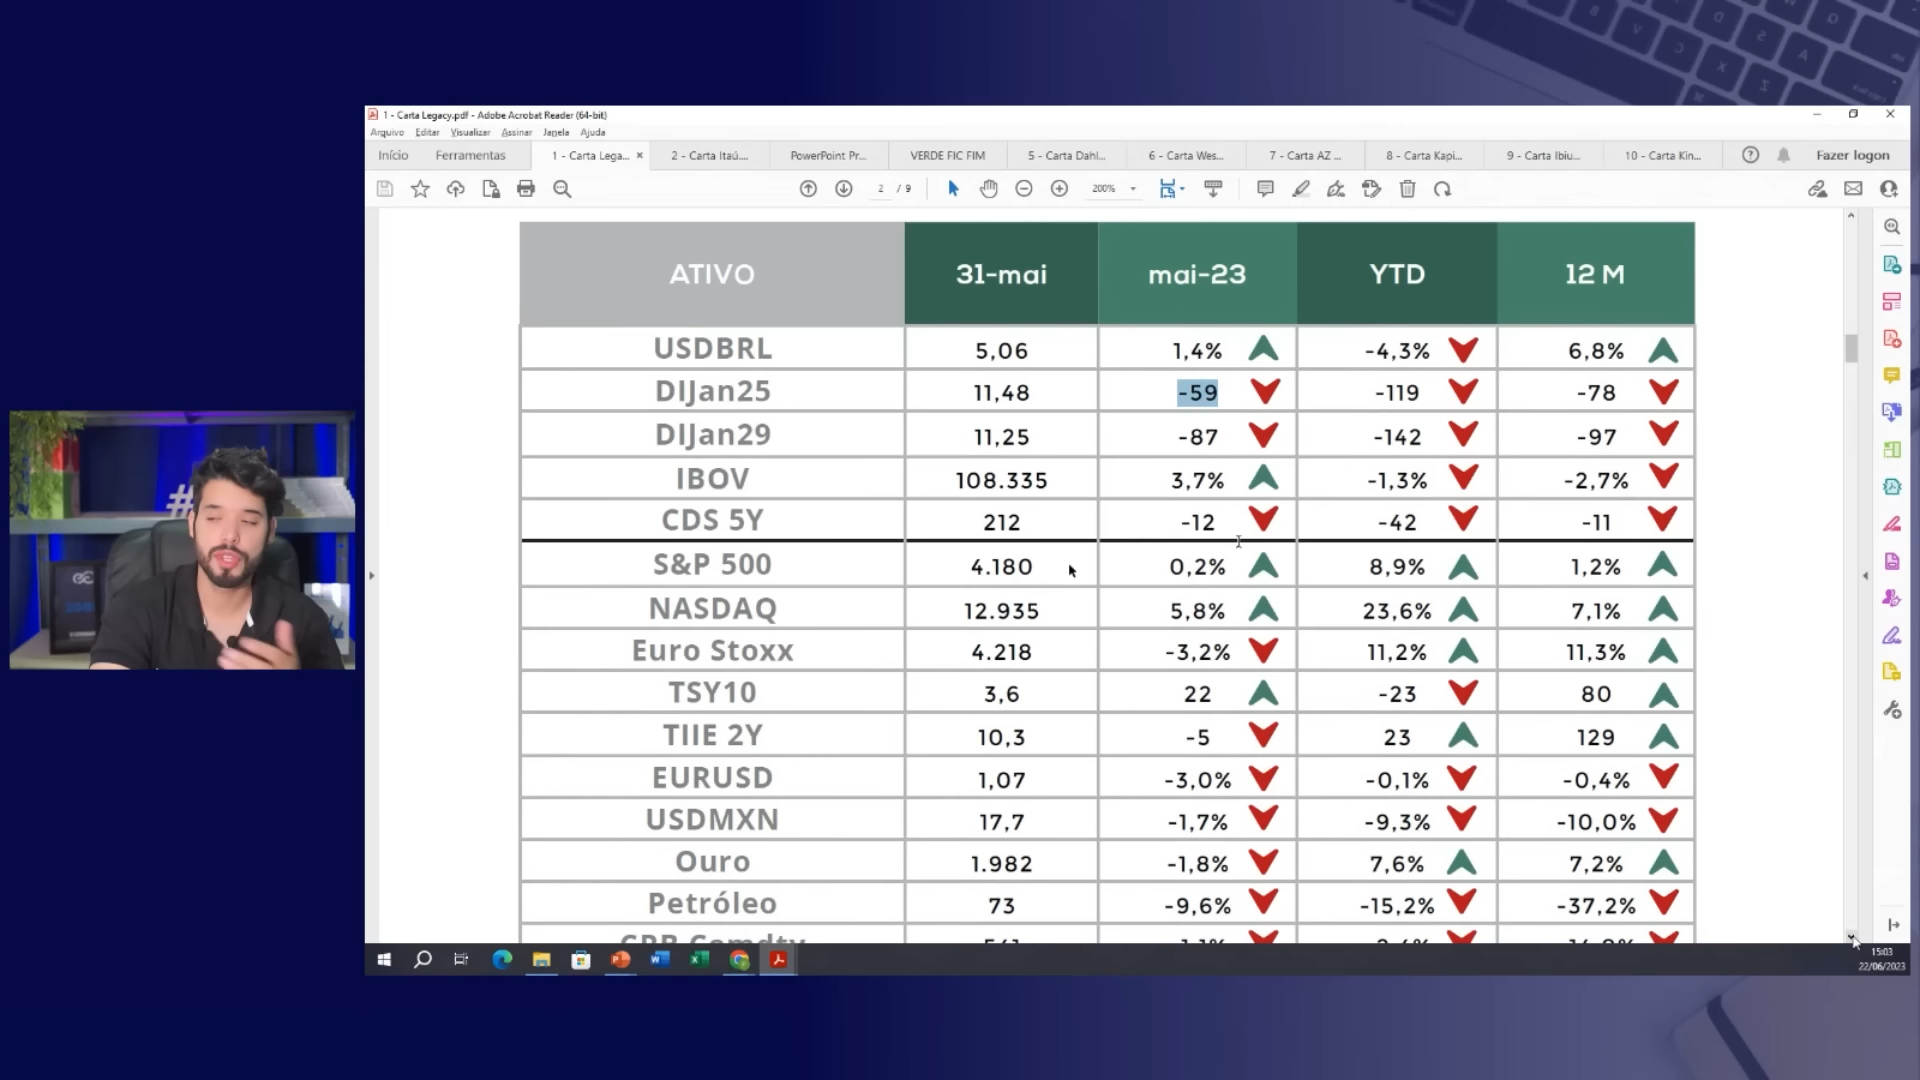 1 - Carta Legacy.pdf - Adobe Acrobat Reader (64-bit)
Arquivo Editar Visualizar Assinar Janela Ajuda
Início Ferramentas 1 - Carta Lega... × 2 - Carta Itaú.... PowerPoint Pr... VERDE FIC FIM 5 - Carta Dahl... 6 - Carta Wes... 7 - Carta AZ ... 8 - Carta Kapi... 9 - Carta Ibiu... 10 - Carta Kin... Fazer logon
2 / 9 200%
ATIVO 31-mai mai-23 YTD 12 M
USDBRL 5,06 1,4% -4,3% 6,8%
DIJan25 11,48 -59 -119 -78
DIJan29 11,25 -87 -142 -97
IBOV 108.335 3,7% -1,3% -2,7%
CDS 5Y 212 -12 -42 -11
S&P 500 4.180 0,2% 8,9% 1,2%
NASDAQ 12.935 5,8% 23,6% 7,1%
Euro Stoxx 4.218 -3,2% 11,2% 11,3%
TSY10 3,6 22 -23 80
TIIE 2Y 10,3 -5 23 129
EURUSD 1,07 -3,0% -0,1% -0,4%
USDMXN 17,7 -1,7% -9,3% -10,0%
Ouro 1.982 -1,8% 7,6% 7,2%
Petróleo 73 -9,6% -15,2% -37,2%
15:03
22/06/2023
#